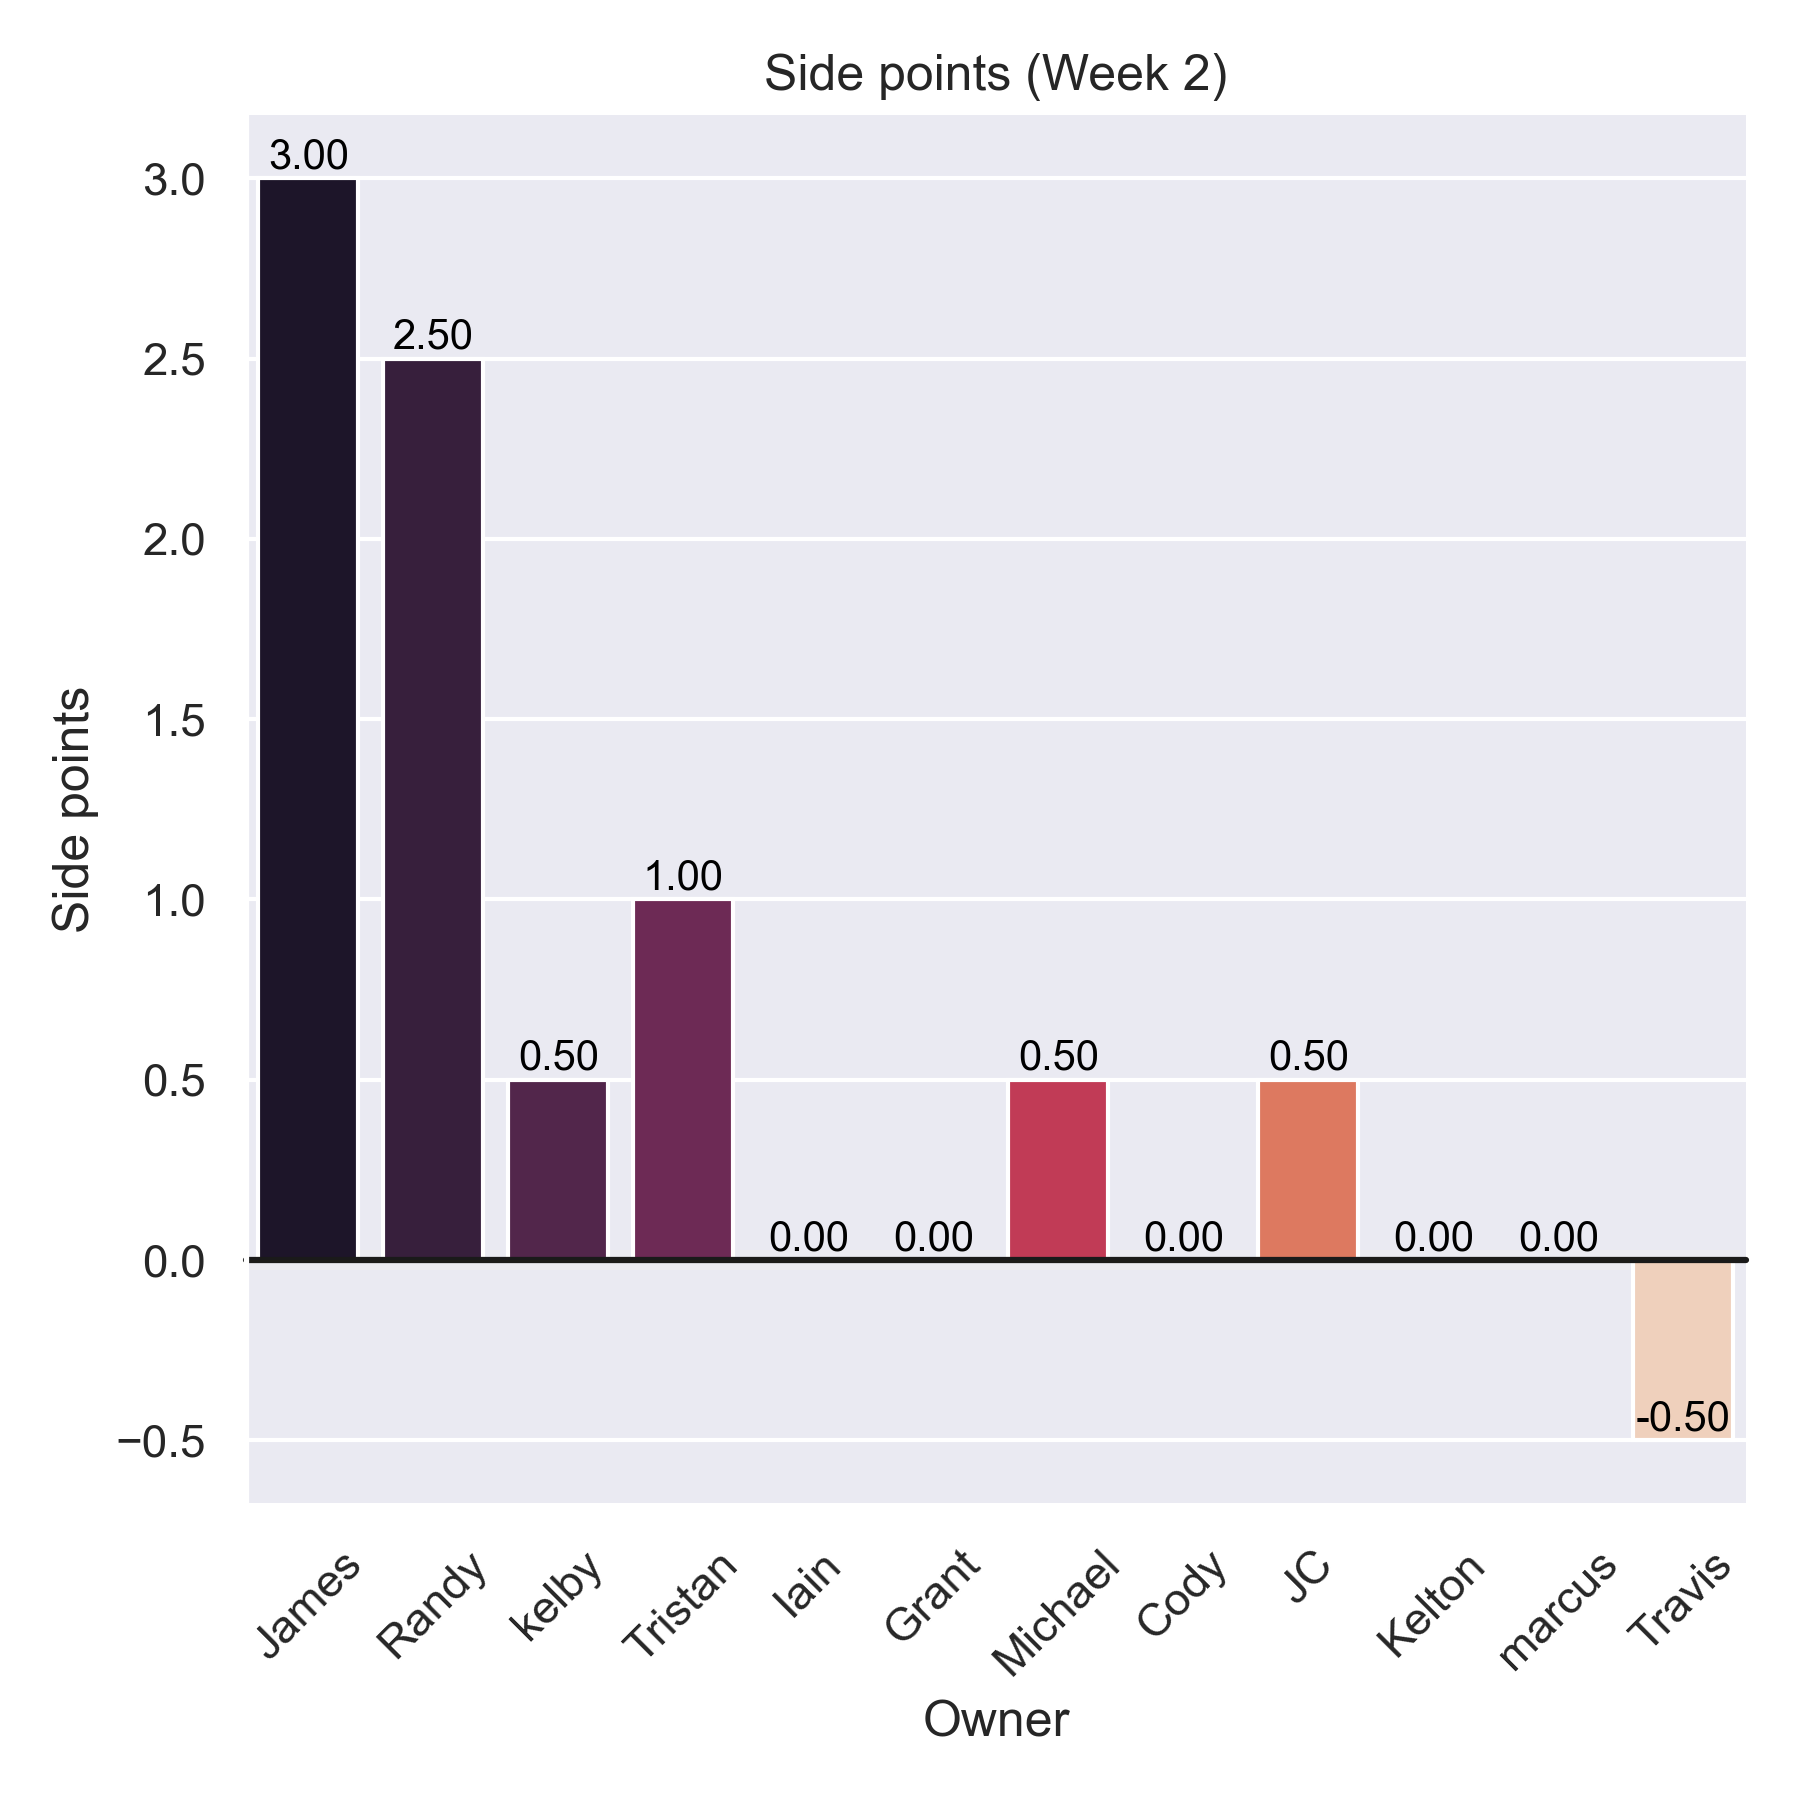 Side points (Week 2)
Side points
3.0
2.5
2.0
1.5
1.0
0.5
0.0
−0.5
3.00
2.50
0.50
1.00
0.00
0.00
0.50
0.00
0.50
0.00
0.00
-0.50
James
Randy
kelby
Tristan
Iain
Grant
Michael
Cody
JC
Kelton
marcus
Travis
Owner